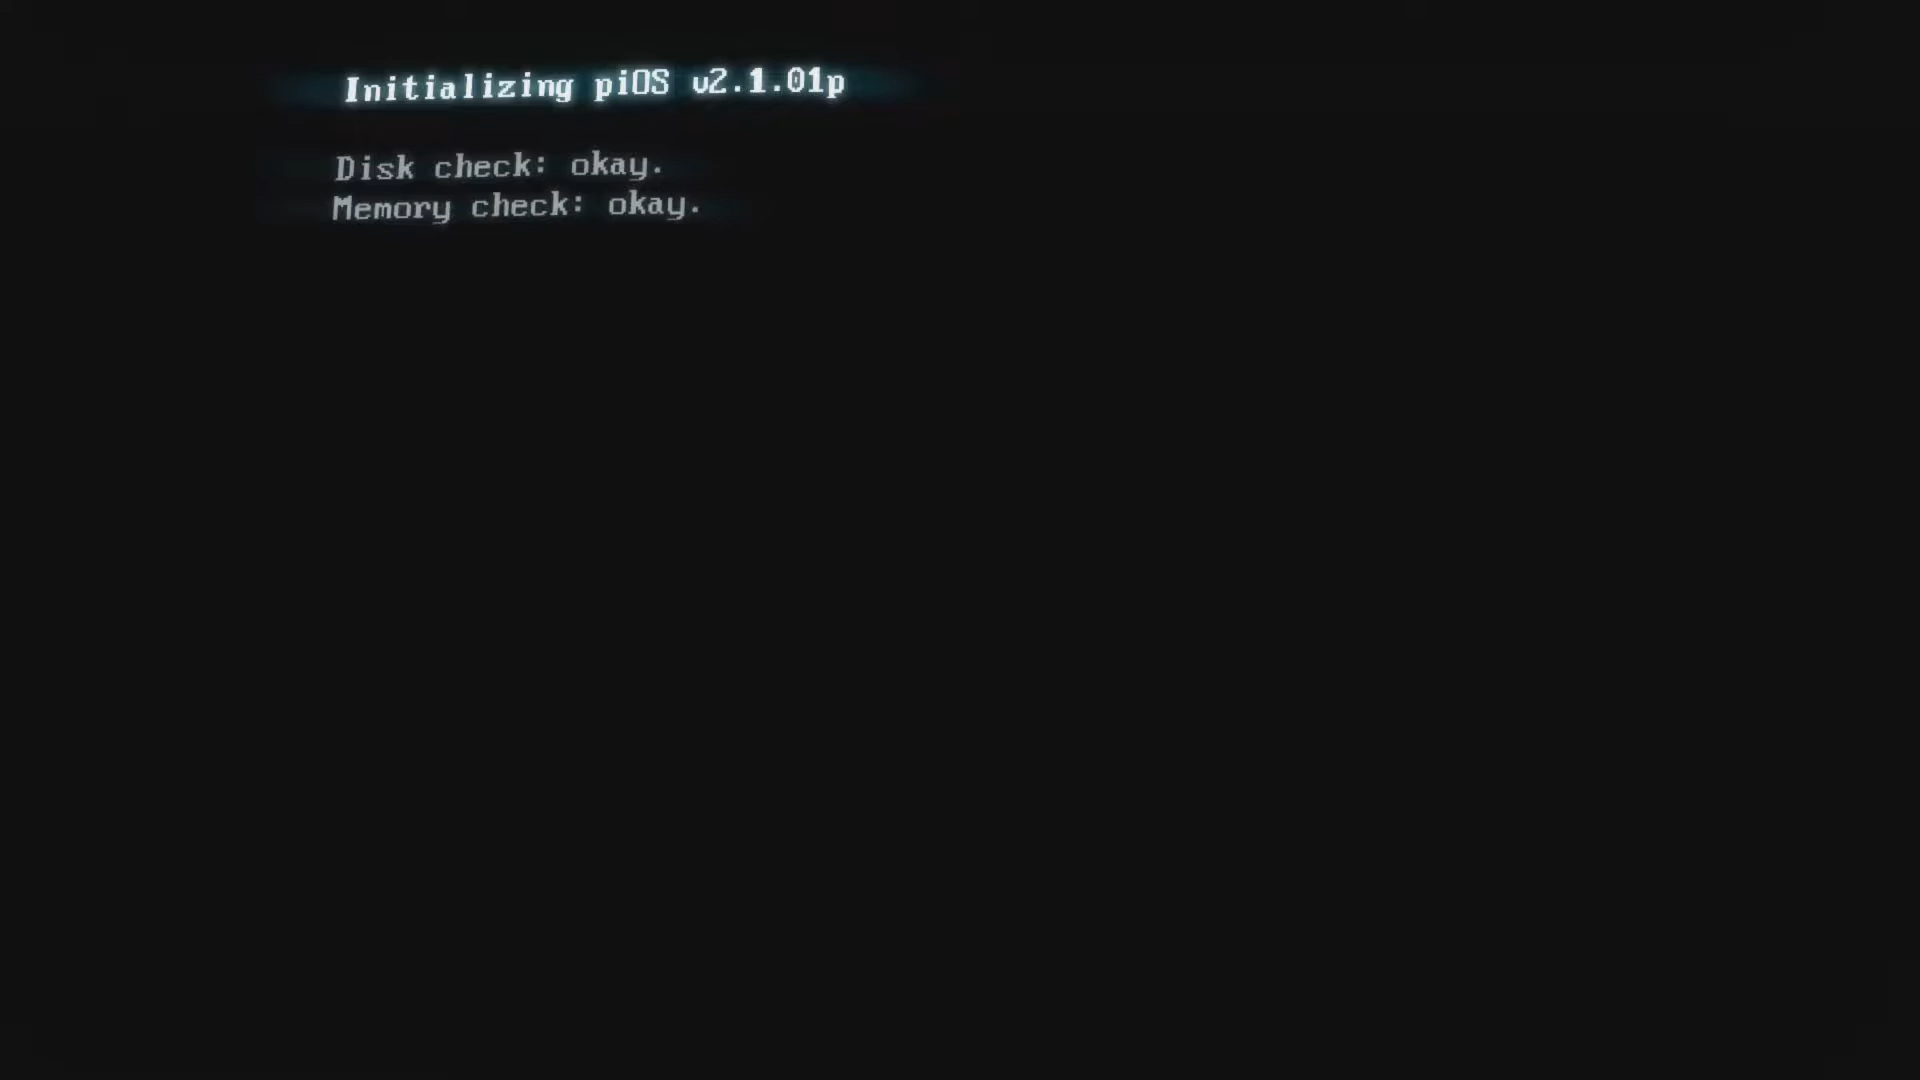 Initializing piOS v2.1.01p
Disk check: okay.
Memory check: okay.